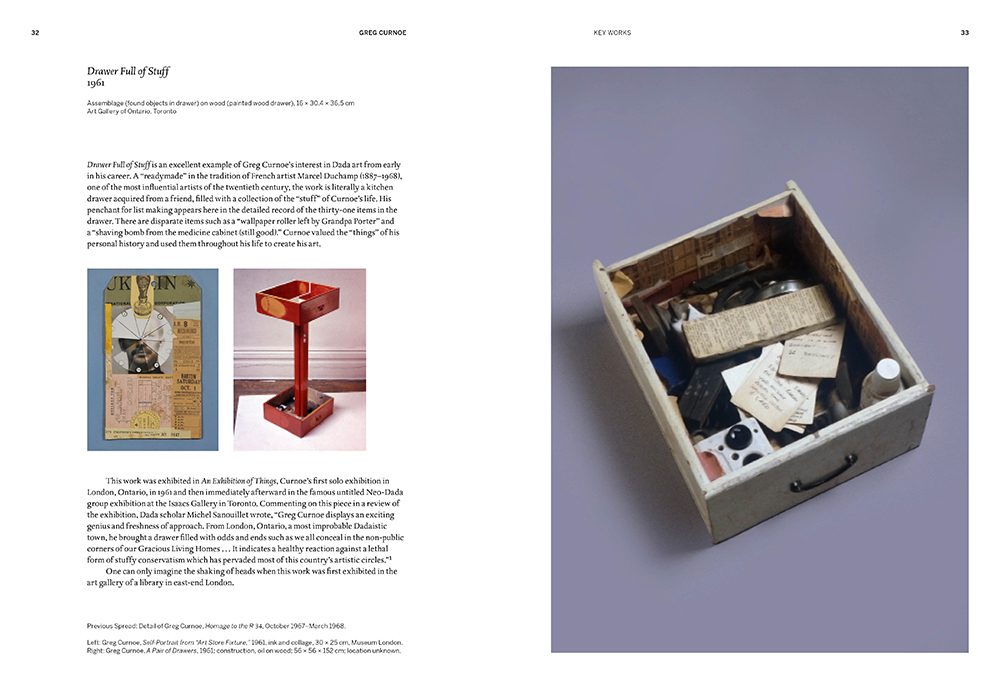 32
GREG CURNOE
KEY WORKS
33
Drawer Full of Stuff
1961
Assemblage (found objects in drawer) on wood (painted wood drawer), 16 × 30.4 × 36.5 cm
Art Gallery of Ontario, Toronto
Drawer Full of Stuff is an excellent example of Greg Curnoe’s interest in Dada art from early
in his career. A “readymade” in the tradition of French artist Marcel Duchamp (1887–1968),
one of the most influential artists of the twentieth century, the work is literally a kitchen
drawer acquired from a friend, filled with a collection of the “stuff” of Curnoe’s life. His
penchant for list making appears here in the detailed record of the thirty-one items in the
drawer. There are disparate items such as a “wallpaper roller left by Grandpa Porter” and
a “shaving bomb from the medicine cabinet (still good).” Curnoe valued the “things” of his
personal history and used them throughout his life to create his art.
UK IN
SATURDAY
OCT. 1
This work was exhibited in An Exhibition of Things, Curnoe’s first solo exhibition in
London, Ontario, in 1961 and then immediately afterward in the famous untitled Neo-Dada
group exhibition at the Isaacs Gallery in Toronto. Commenting on this piece in a review of
the exhibition, Dada scholar Michel Sanouillet wrote, “Greg Curnoe displays an exciting
genius and freshness of approach. From London, Ontario, a most improbable Dadaistic
town, he brought a drawer filled with odds and ends such as we all conceal in the non-public
corners of our Gracious Living Homes … It indicates a healthy reaction against a lethal
form of stuffy conservatism which has pervaded most of this country’s artistic circles.”¹
One can only imagine the shaking of heads when this work was first exhibited in the
art gallery of a library in east-end London.
Previous Spread: Detail of Greg Curnoe, Homage to the R 34, October 1967–March 1968.
Left: Greg Curnoe, Self-Portrait from “Art Store Fixture,” 1961, ink and collage, 30 × 25 cm, Museum London.
Right: Greg Curnoe, A Pair of Drawers, 1961; construction, oil on wood; 56 × 56 × 152 cm; location unknown.